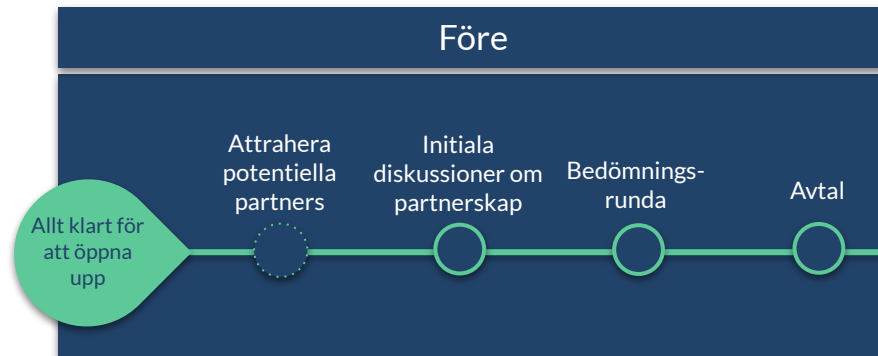 Före
Allt klart för
att öppna
upp
Attrahera
potentiella
partners
Initiala
diskussioner om
partnerskap
Bedömnings-
runda
Avtal